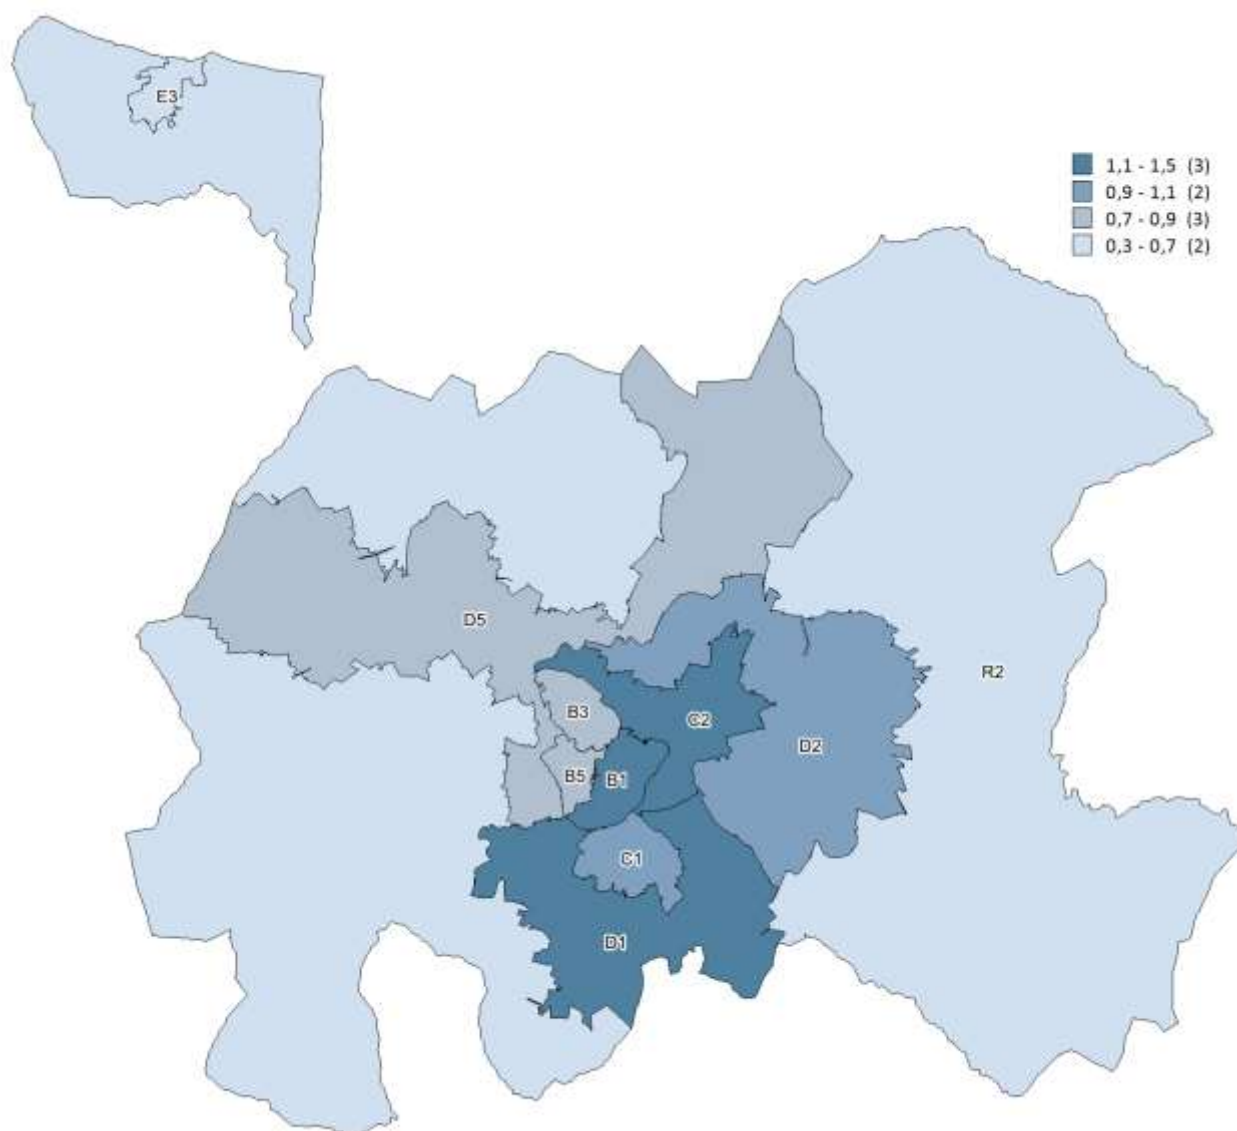 E3
1,1 - 1,5 (3)
0,9 - 1,1 (2)
0,7 - 0,9 (3)
0,3 - 0,7 (2)
D5
R2
B3
C2
D2
B5
B1
C1
D1